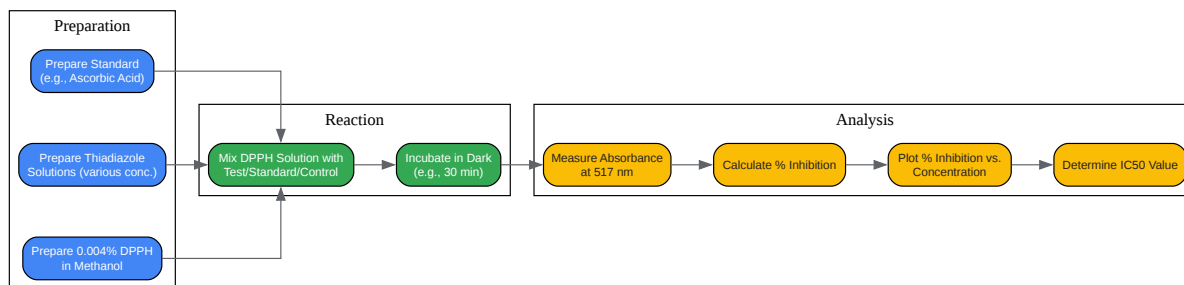 Preparation
Prepare Standard
(e.g., Ascorbic Acid)
Prepare Thiadiazole
Solutions (various conc.)
Prepare 0.004% DPPH
in Methanol
Reaction
Mix DPPH Solution with
Test/Standard/Control
Incubate in Dark
(e.g., 30 min)
Analysis
Measure Absorbance
at 517 nm
Calculate % Inhibition
Plot % Inhibition vs.
Concentration
Determine IC50 Value